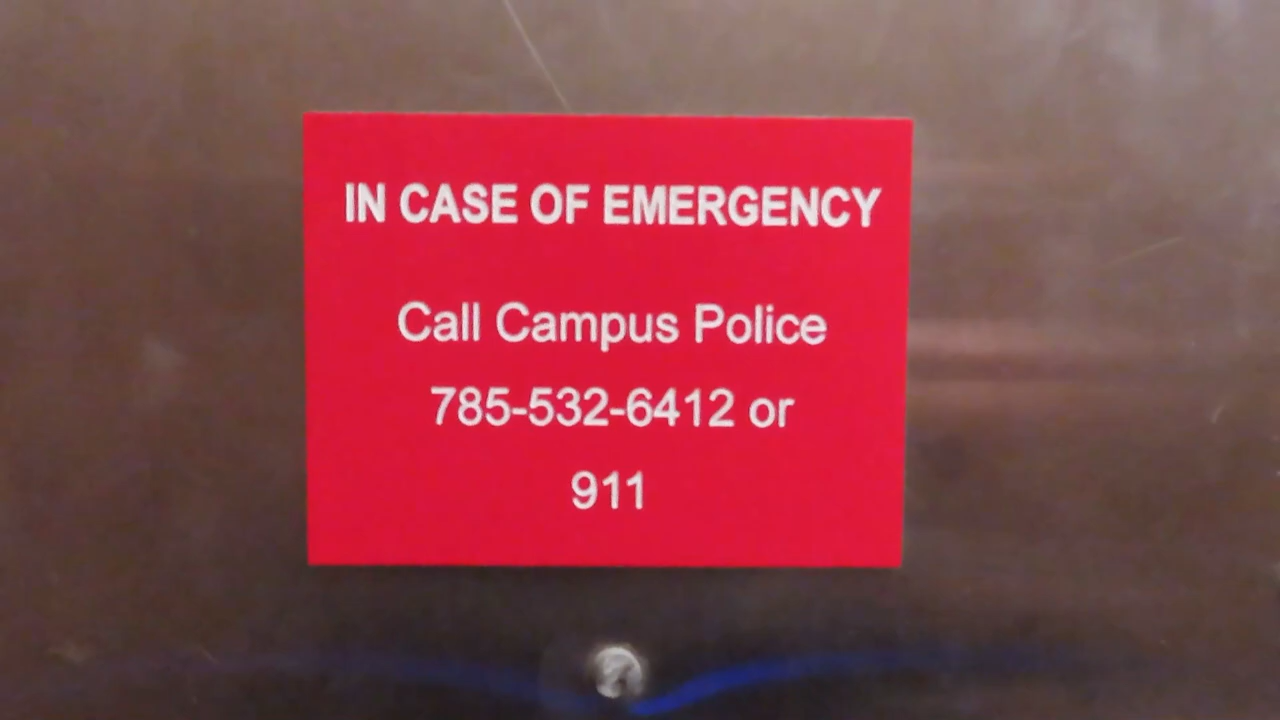 IN CASE OF EMERGENCY
Call Campus Police
785-532-6412 or
911